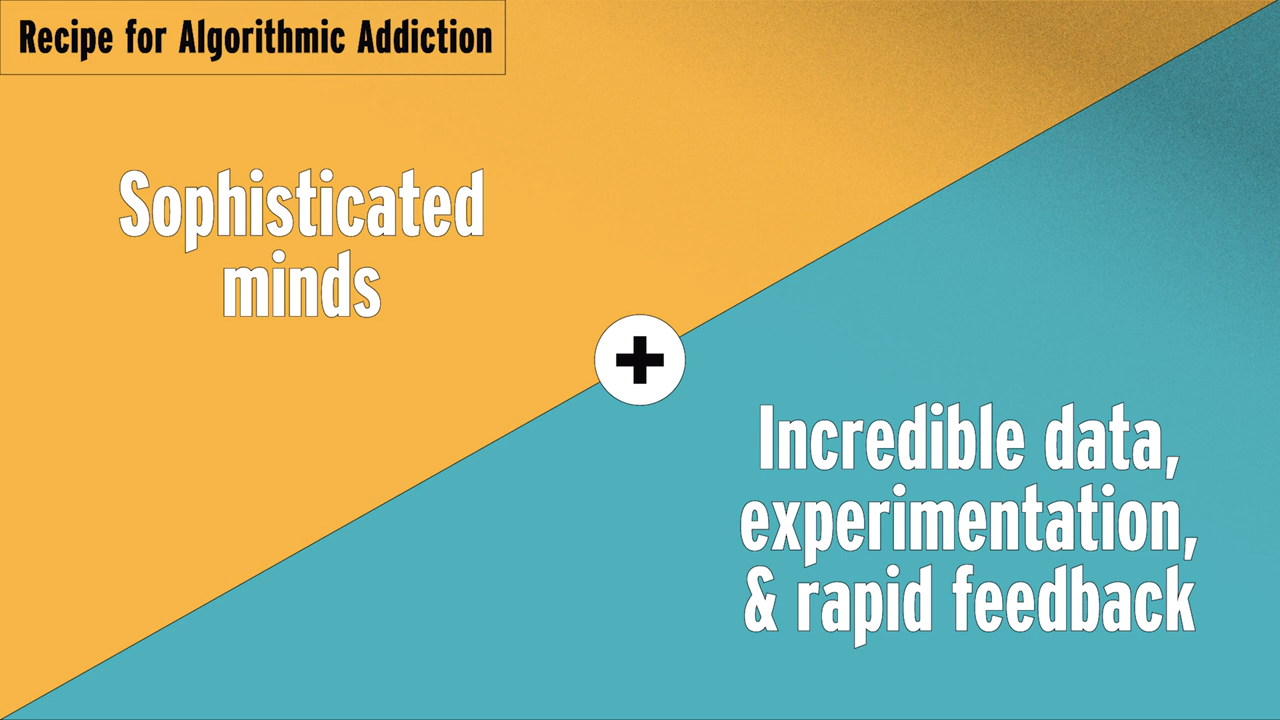 Recipe for Algorithmic Addiction
Sophisticated
minds
+
Incredible data,
experimentation,
& rapid feedback